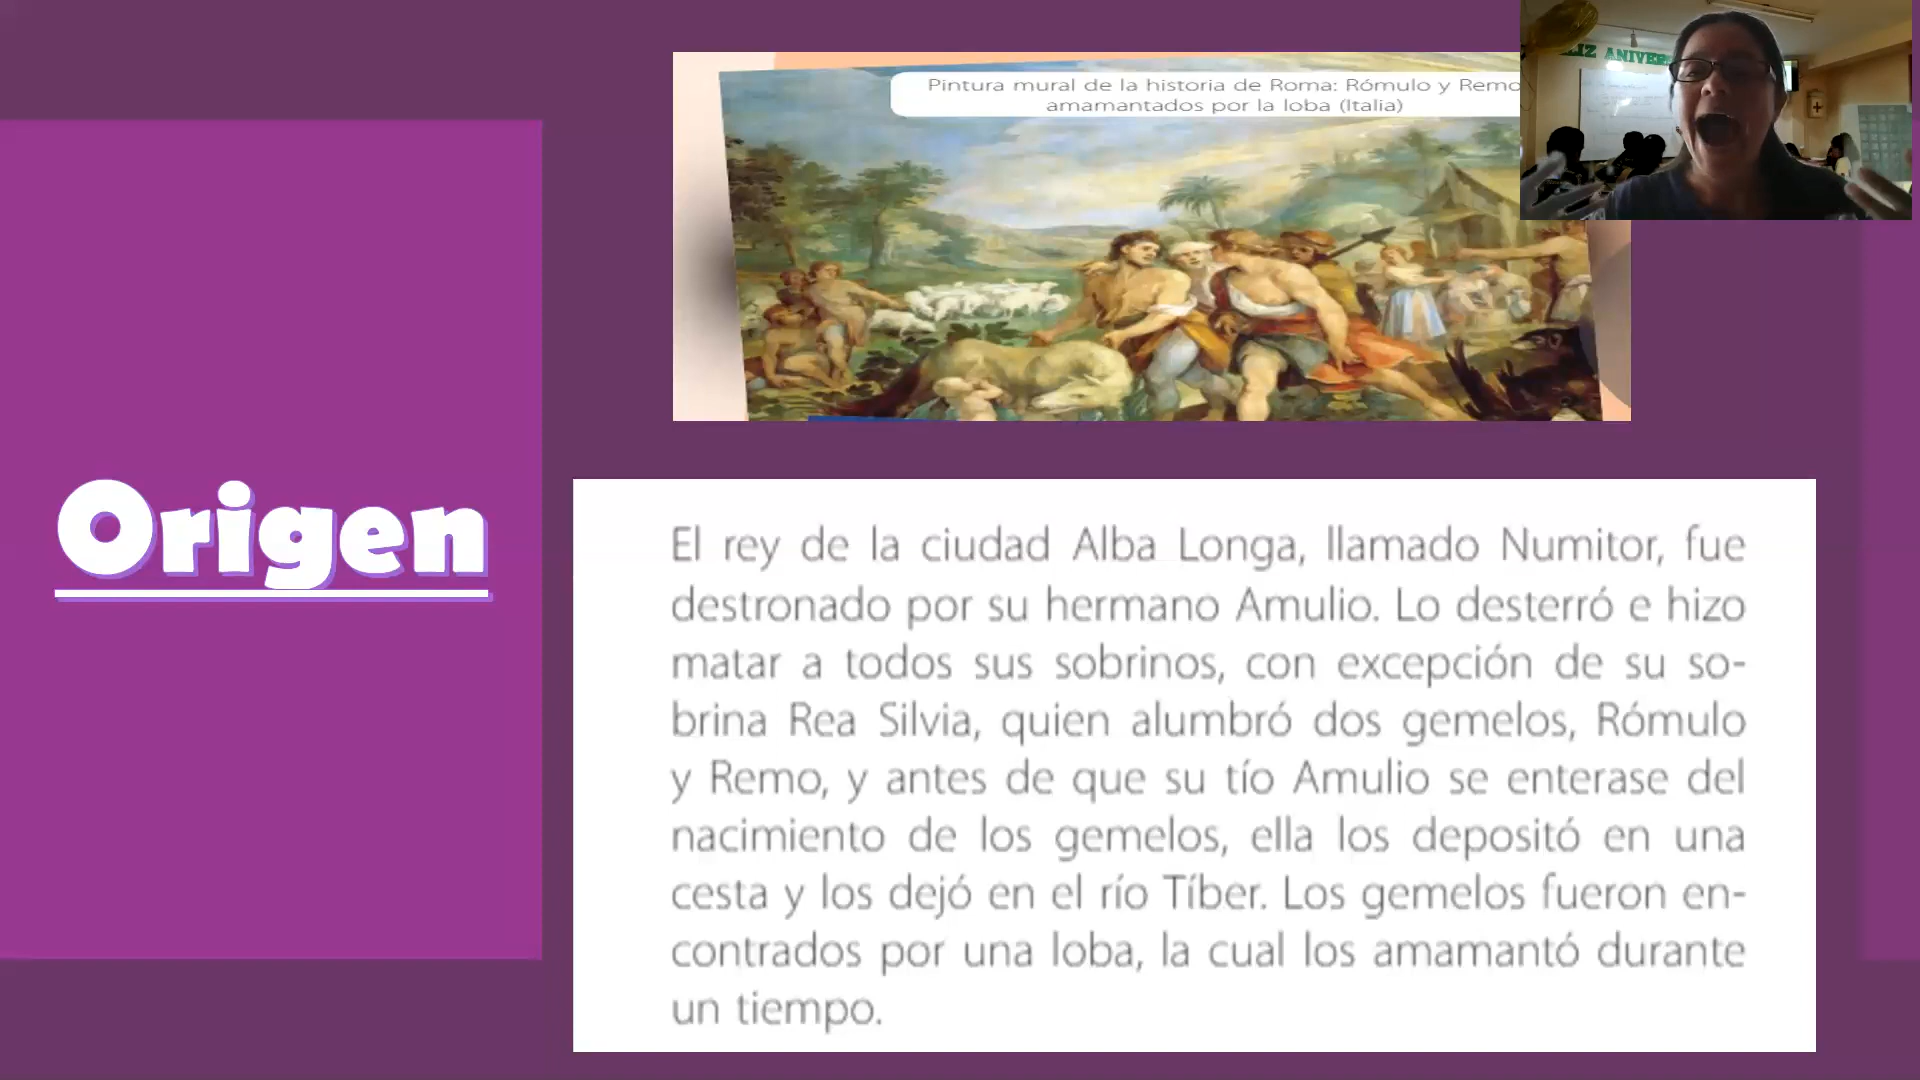 Pintura mural de la historia de Roma: Rómulo y Remo
amamantados por la loba (Italia)
LIZ ANIVER
Origen
El rey de la ciudad Alba Longa, llamado Numitor, fue
destronado por su hermano Amulio. Lo desterró e hizo
matar a todos sus sobrinos, con excepción de su so-
brina Rea Silvia, quien alumbró dos gemelos, Rómulo
y Remo, y antes de que su tío Amulio se enterase del
nacimiento de los gemelos, ella los depositó en una
cesta y los dejó en el río Tíber. Los gemelos fueron en-
contrados por una loba, la cual los amamantó durante
un tiempo.